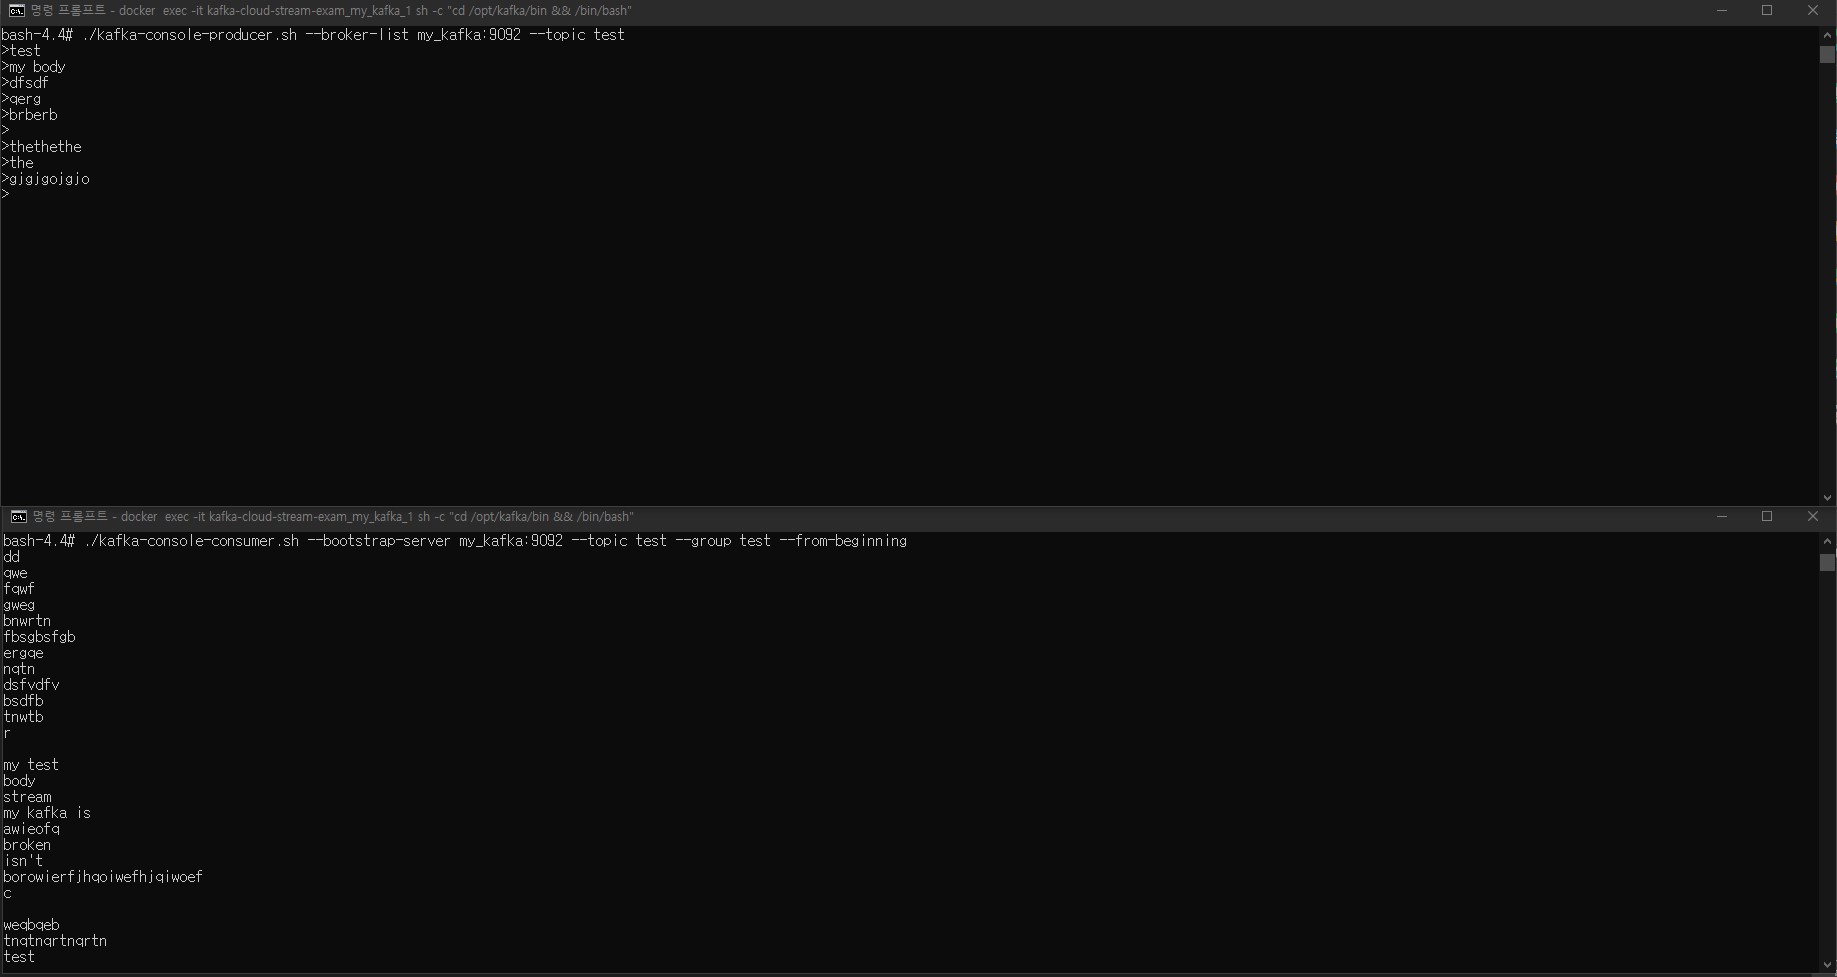 명령 프롬프트 - docker  exec -it kafka-cloud-stream-exam_my_kafka_1 sh -c "cd /opt/kafka/bin && /bin/bash"
bash-4.4# ./kafka-console-producer.sh --broker-list my_kafka:9092 --topic test
>test
>my body
>dfsdf
>qerg
>brberb
>
>thethethe
>the
>gjgjgojgjo
>
명령 프롬프트 - docker  exec -it kafka-cloud-stream-exam_my_kafka_1 sh -c "cd /opt/kafka/bin && /bin/bash"
bash-4.4# ./kafka-console-consumer.sh --bootstrap-server my_kafka:9092 --topic test --group test --from-beginning
dd
qwe
fqwf
gweg
bnwrtn
fbsgbsfgb
ergqe
nqtn
dsfvdfv
bsdfb
tnwtb
r

my test
body
stream
my kafka is
awieofq
broken
isn't
borowierfjhqoiwefhjqiwoef
c

weqbqeb
tnqtnqrtnqrtn
test